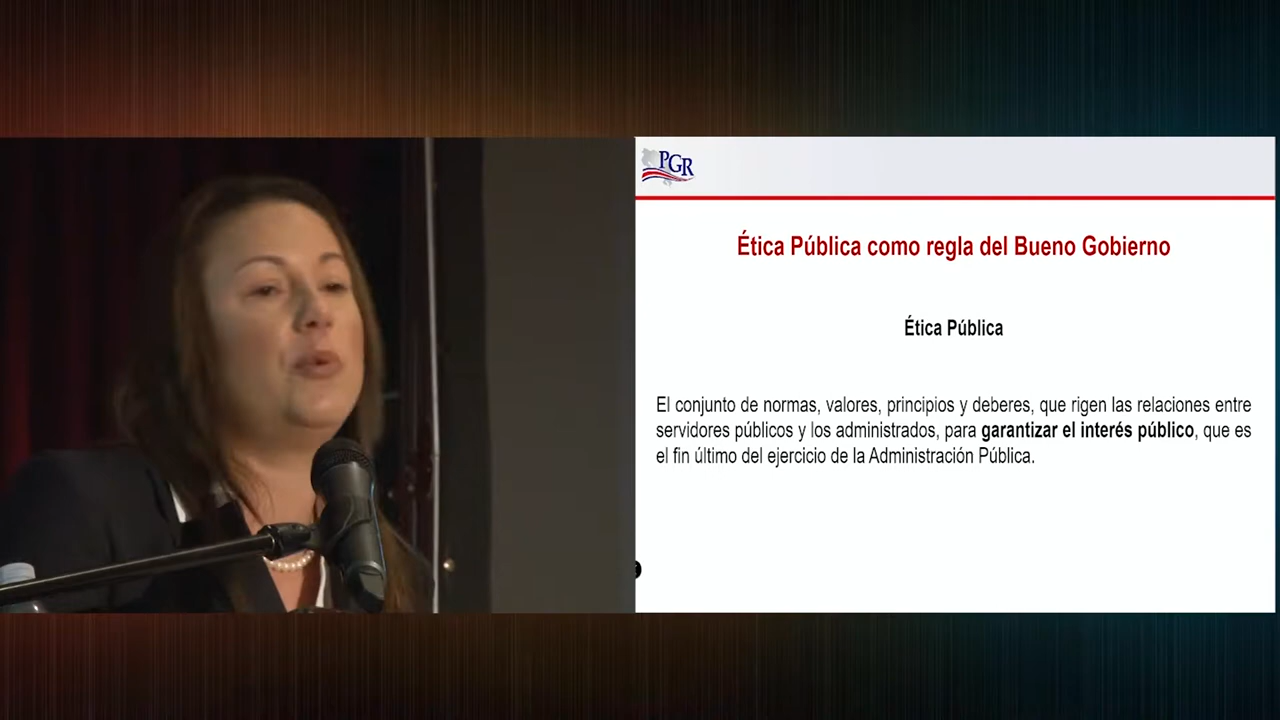 PGR
Ética Pública como regla del Bueno Gobierno
Ética Pública
El conjunto de normas, valores, principios y deberes, que rigen las relaciones entre
servidores públicos y los administrados, para garantizar el interés público, que es
el fin último del ejercicio de la Administración Pública.